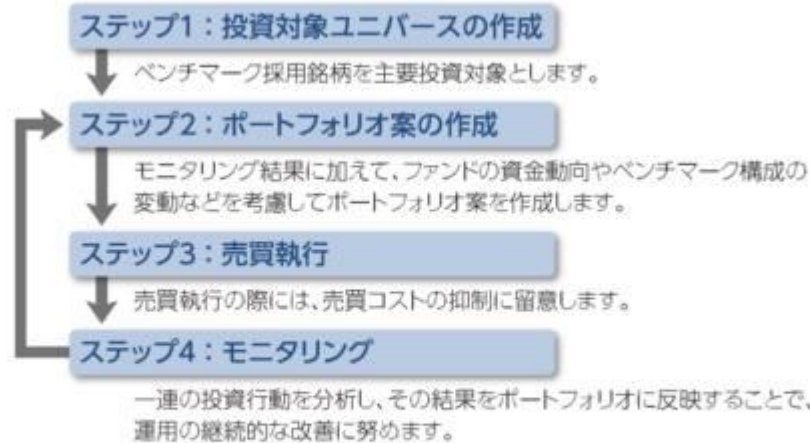 ステップ1：投資対象ユニバースの作成
ベンチマーク採用銘柄を主要投資対象とします。
ステップ2：ポートフォリオ案の作成
モニタリング結果に加えて、ファンドの資金動向やベンチマーク構成の
変動などを考慮してポートフォリオ案を作成します。
ステップ3：売買執行
売買執行の際には、売買コストの抑制に留意します。
ステップ4：モニタリング
一連の投資行動を分析し、その結果をポートフォリオに反映することで、
運用の継続的な改善に努めます。